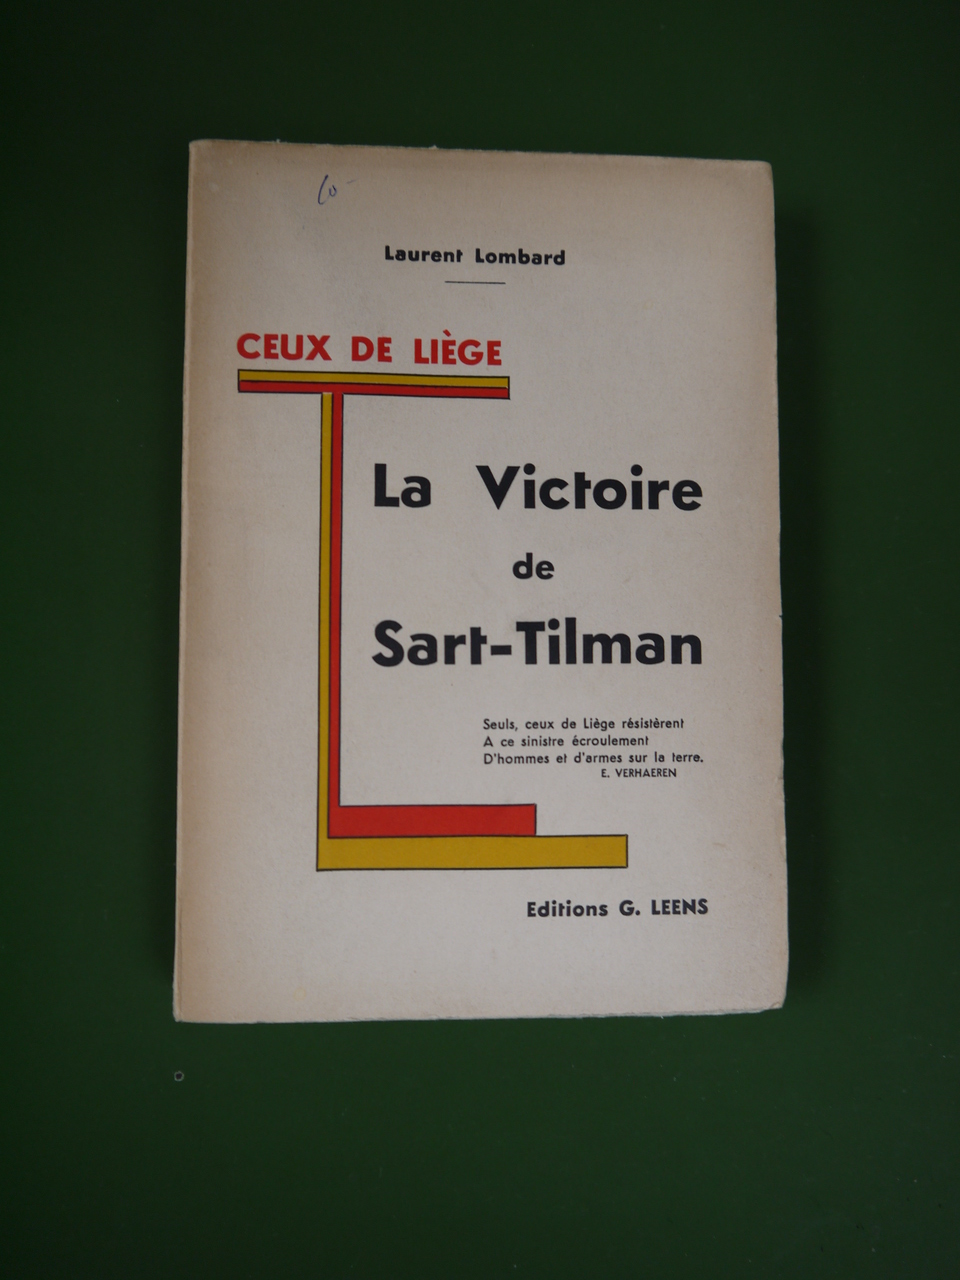 Laurent Lombard
CEUX DE LIÈGE
La Victoire
de
Sart-Tilman
Seuls, ceux de Liège résistèrent
A ce sinistre écroulement
D'hommes et d'armes sur la terre.
E. VERHAEREN
Editions G. LEENS